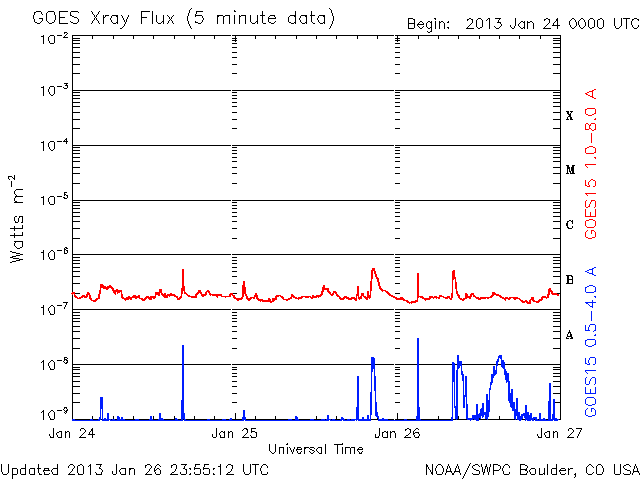 GOES Xray Flux (5 minute data)
Begin: 2013 Jan 24 0000 UTC
10-2
10-3
10-4
10-5
10-6
10-7
10-8
10-9
Watts m-2
X
M
C
B
A
GOES15 1.0-8.0 A
GOES15 0.5-4.0 A
Jan 24
Jan 25
Jan 26
Jan 27
Universal Time
Updated 2013 Jan 26 23:55:12 UTC
NOAA/SWPC Boulder, CO USA